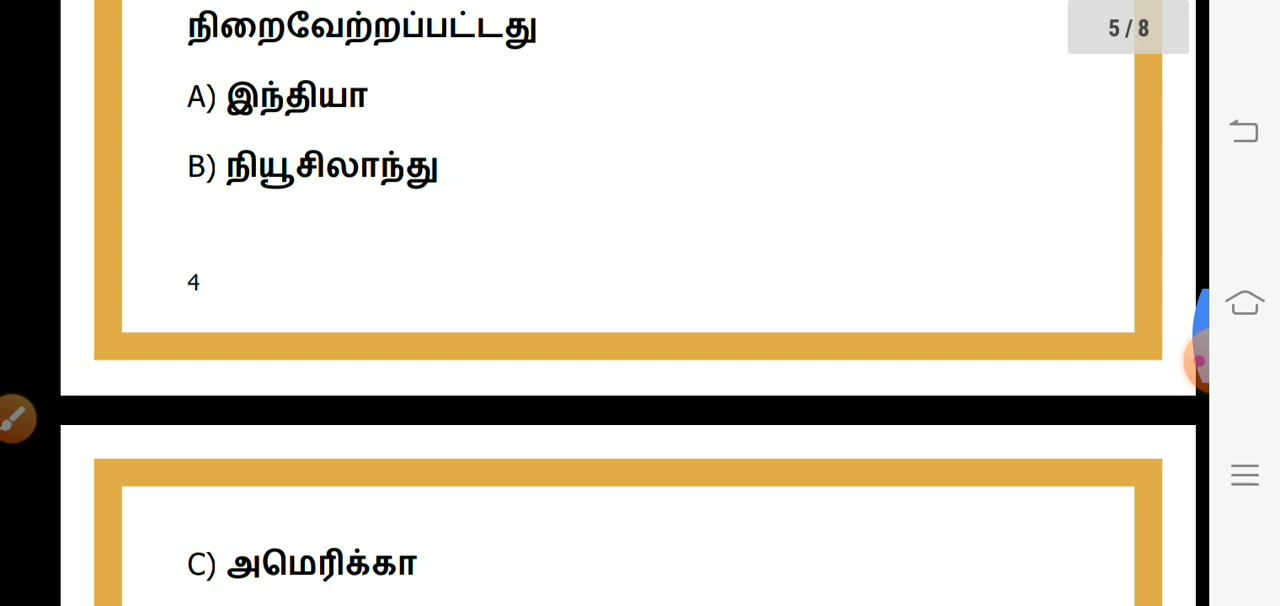 நிறைவேற்றப்பட்டது
5 / 8
A) இந்தியா
B) நியூசிலாந்து
4
C) அமெரிக்கா